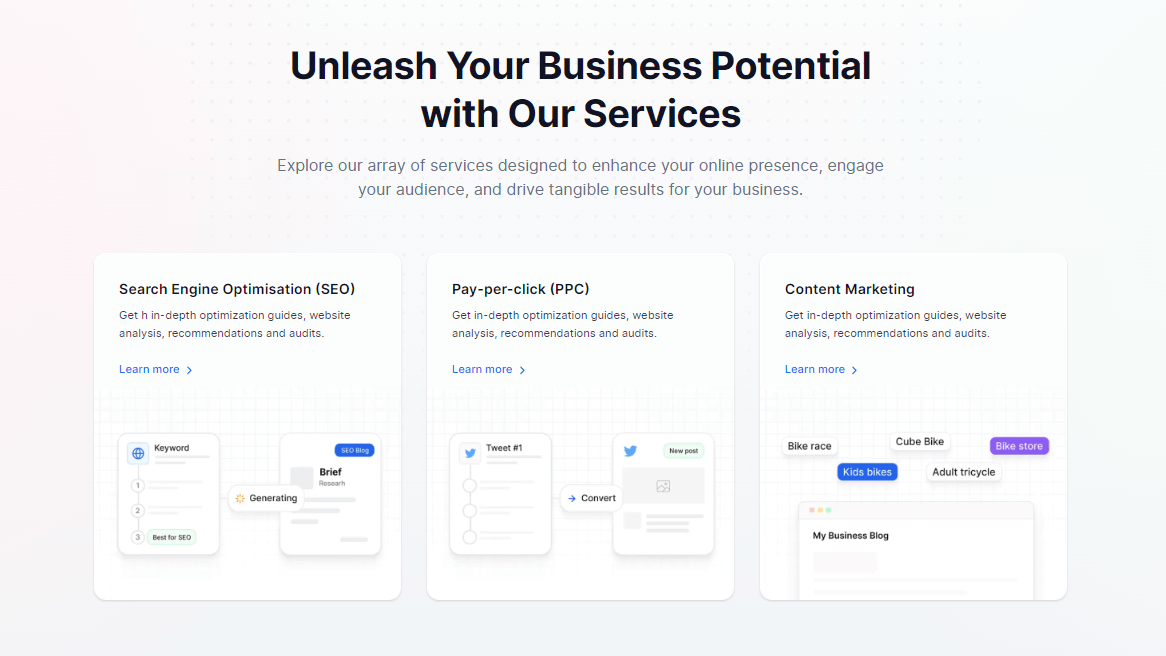 Unleash Your Business Potential
with Our Services
Explore our array of services designed to enhance your online presence, engage
your audience, and drive tangible results for your business.
Search Engine Optimisation (SEO)
Get h in-depth optimization guides, website
analysis, recommendations and audits.
Learn more
Keyword
1
2
3
Best for SEO
Generating
SEO Blog
Brief
Research
Pay-per-click (PPC)
Get in-depth optimization guides, website
analysis, recommendations and audits.
Learn more
Tweet #1
Convert
New post
Content Marketing
Get in-depth optimization guides, website
analysis, recommendations and audits.
Learn more
Bike race
Cube Bike
Bike store
Kids bikes
Adult tricycle
My Business Blog